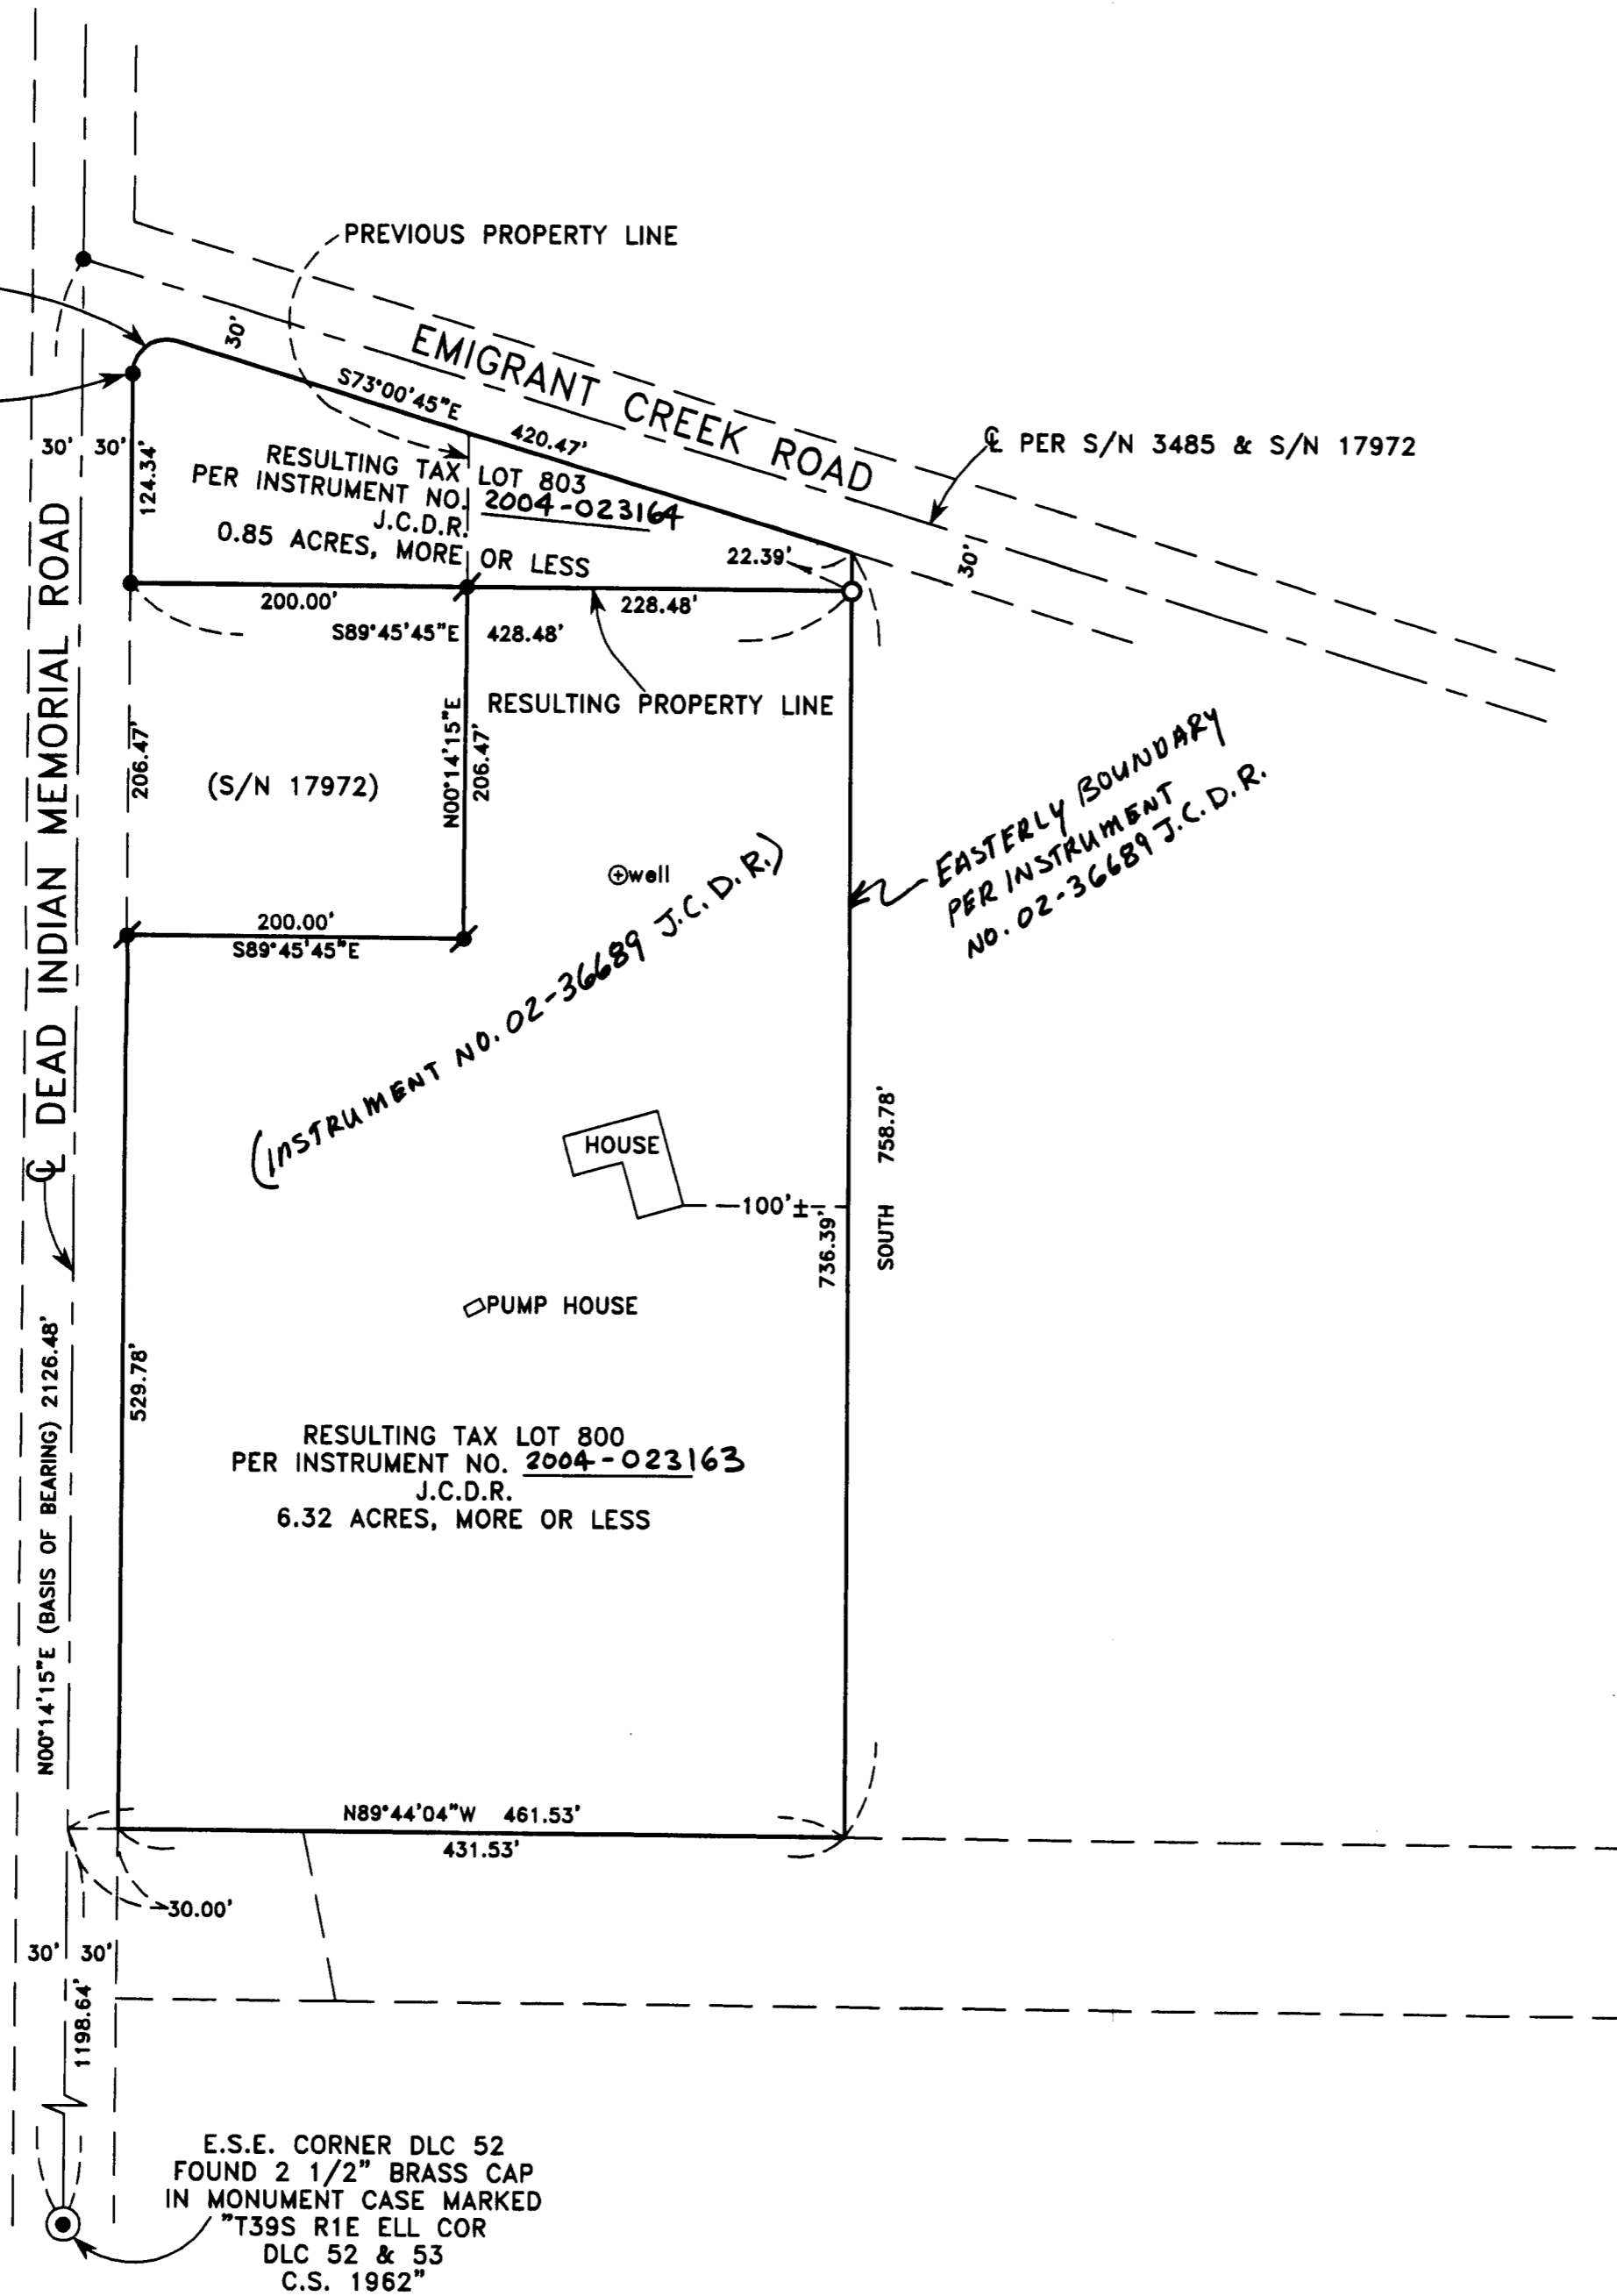 PREVIOUS PROPERTY LINE
30'
EMIGRANT CREEK ROAD
S73°00'45"E
420.47'
℄ PER S/N 3485 & S/N 17972
30' 30'
124.34'
RESULTING TAX LOT 803
PER INSTRUMENT NO. 2004-023164
J.C.D.R.
0.85 ACRES, MORE OR LESS
22.39'
30'
200.00'
228.48'
S89°45'45"E 428.48'
RESULTING PROPERTY LINE
206.47'
(S/N 17972)
N00°14'15"E
206.47'
⊕well
200.00'
S89°45'45"E
EASTERLY BOUNDARY
PER INSTRUMENT
NO. 02-36689 J.C.D.R.
(INSTRUMENT NO. 02-36689 J.C.D.R.)
℄ DEAD INDIAN MEMORIAL ROAD
HOUSE
100'±
736.39'
SOUTH 758.78'
PUMP HOUSE
529.78'
N00°14'15"E (BASIS OF BEARING) 2126.48'
RESULTING TAX LOT 800
PER INSTRUMENT NO. 2004-023163
J.C.D.R.
6.32 ACRES, MORE OR LESS
N89°44'04"W 461.53'
431.53'
30.00'
30' 30'
1198.64'
E.S.E. CORNER DLC 52
FOUND 2 1/2" BRASS CAP
IN MONUMENT CASE MARKED
"T39S R1E ELL COR
DLC 52 & 53
C.S. 1962"